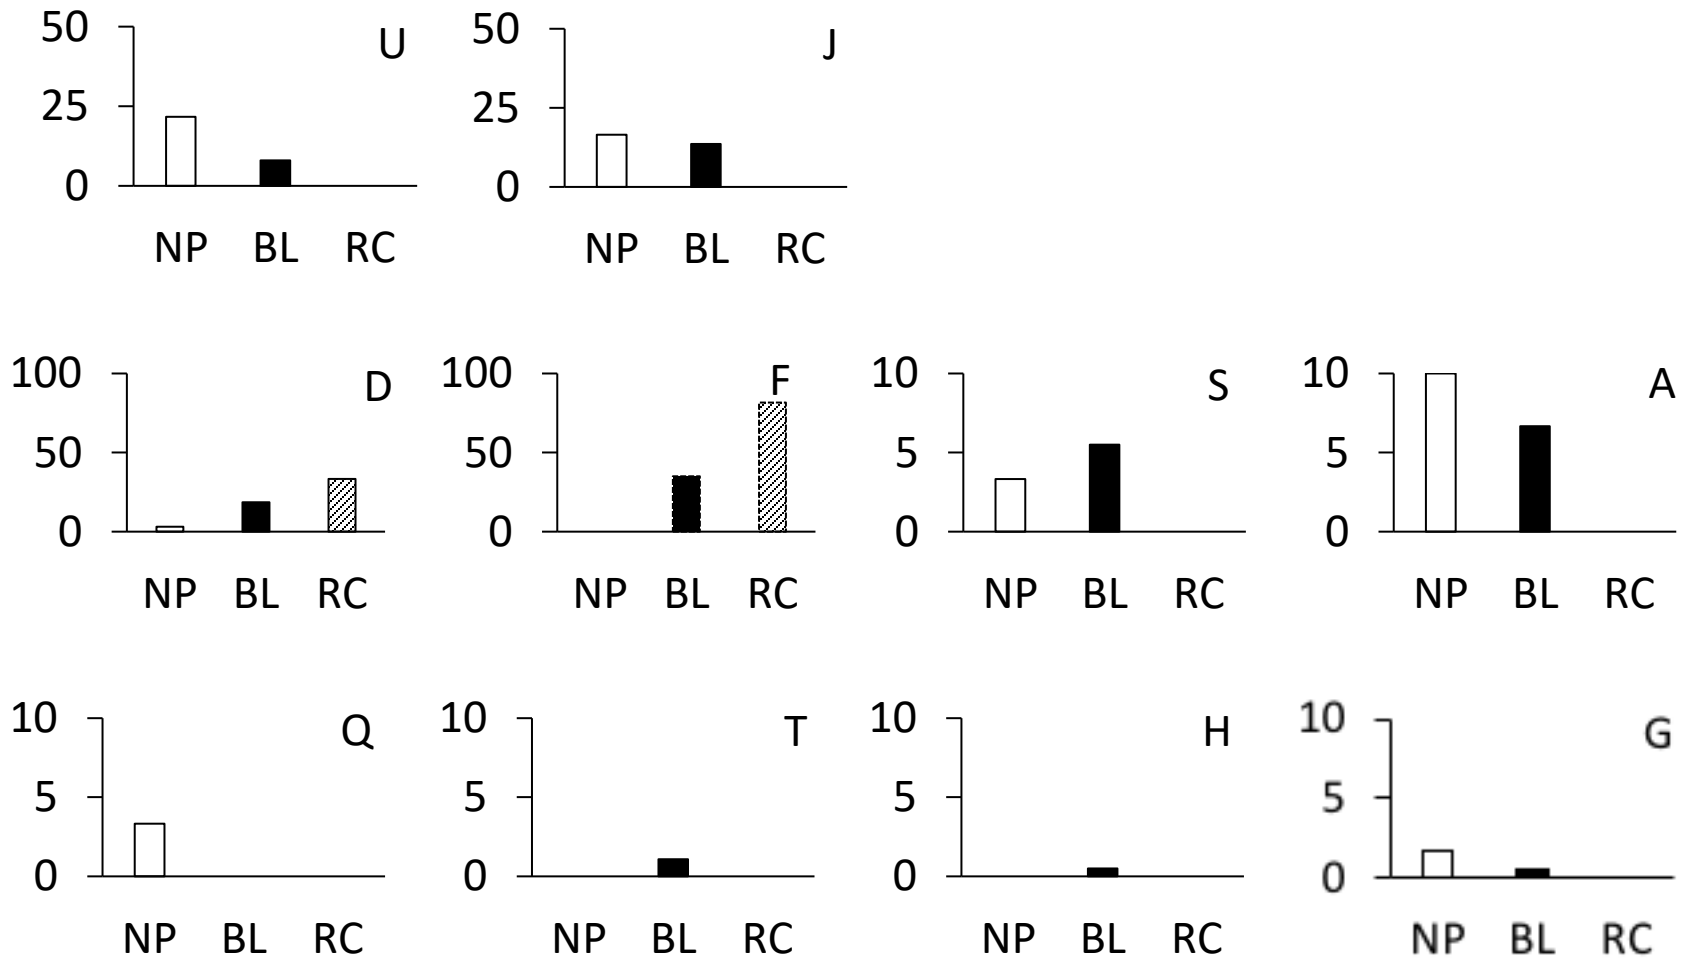 50 U 50 J
25 25
0 0
NP BL RC NP BL RC
100 D 100 F 10 S 10 A
50 50 5 5
0 0 0 0
NP BL RC NP BL RC NP BL RC NP BL RC
10 Q 10 T 10 H 10 G
5 5 5 5
0 0 0 0
NP BL RC NP BL RC NP BL RC NP BL RC